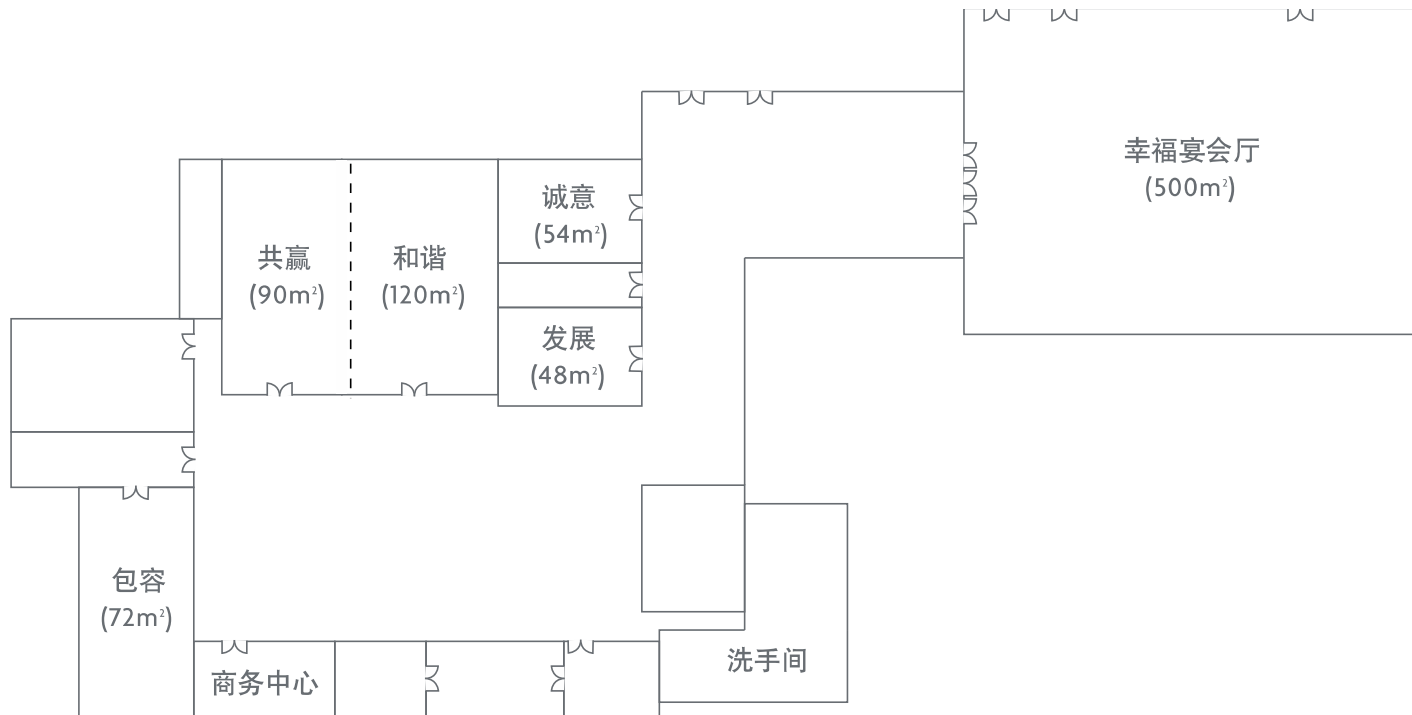 幸福宴会厅
(500m²)
诚意
(54m²)
共赢
(90m²)
和谐
(120m²)
发展
(48m²)
包容
(72m²)
商务中心
洗手间